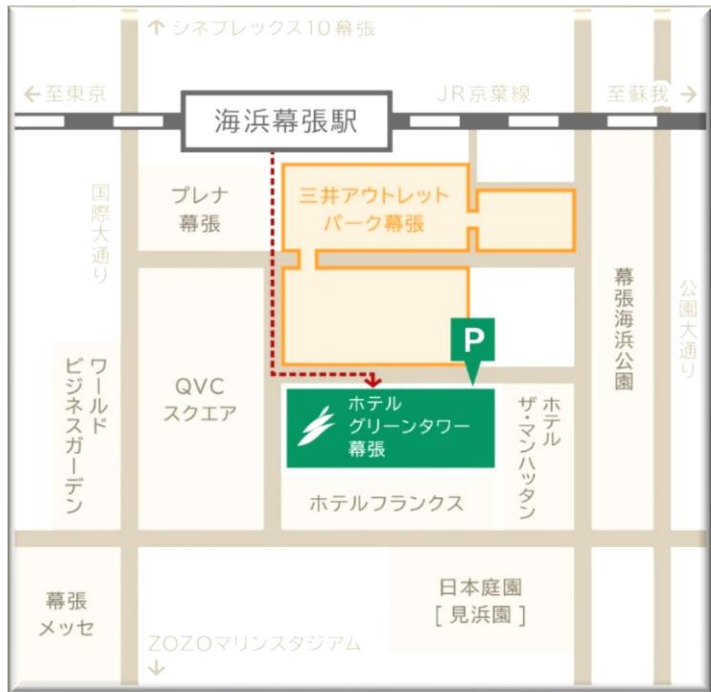 ↑ シネプレックス10 幕張
← 至東京
JR京葉線
至蘇我 →
海浜幕張駅
国際大通り
プレナ
幕張
三井アウトレット
パーク幕張
幕張海浜公園
公園大通り
P
ワールド
ビジネスガーデン
QVC
スクエア
ホテル
グリーンタワー
幕張
ホテル
ザ・マンハッタン
ホテルフランクス
幕張
メッセ
日本庭園
[ 見浜園 ]
ZOZOマリンスタジアム
↓